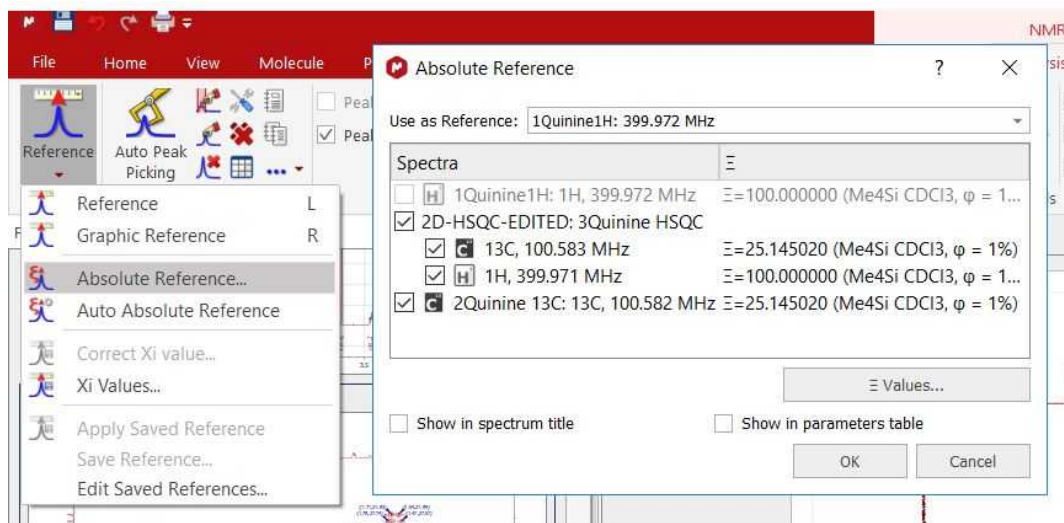 NMR
File Home View Molecule P
Reference
Auto Peak
Picking
Peal
Peal
Reference L
Graphic Reference R
Absolute Reference...
Auto Absolute Reference
Correct Xi value...
Xi Values...
Apply Saved Reference
Save Reference...
Edit Saved References...
Absolute Reference ? X
Use as Reference: 1Quinine1H: 399.972 MHz
Spectra Ξ
H 1Quinine1H: 1H, 399.972 MHz Ξ=100.000000 (Me4Si CDCl3, φ = 1...
2D-HSQC-EDITED: 3Quinine HSQC
C 13C, 100.583 MHz Ξ=25.145020 (Me4Si CDCl3, φ = 1%)
H 1H, 399.971 MHz Ξ=100.000000 (Me4Si CDCl3, φ = 1...
C 2Quinine 13C: 13C, 100.582 MHz Ξ=25.145020 (Me4Si CDCl3, φ = 1%)
Ξ Values...
Show in spectrum title
Show in parameters table
OK Cancel
sis
s